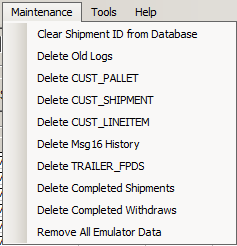 Maintenance Tools Help
Clear Shipment ID from Database
Delete Old Logs
Delete CUST_PALLET
Delete CUST_SHIPMENT
Delete CUST_LINEITEM
Delete Msg16 History
Delete TRAILER_FPDS
Delete Completed Shipments
Delete Completed Withdraws
Remove All Emulator Data